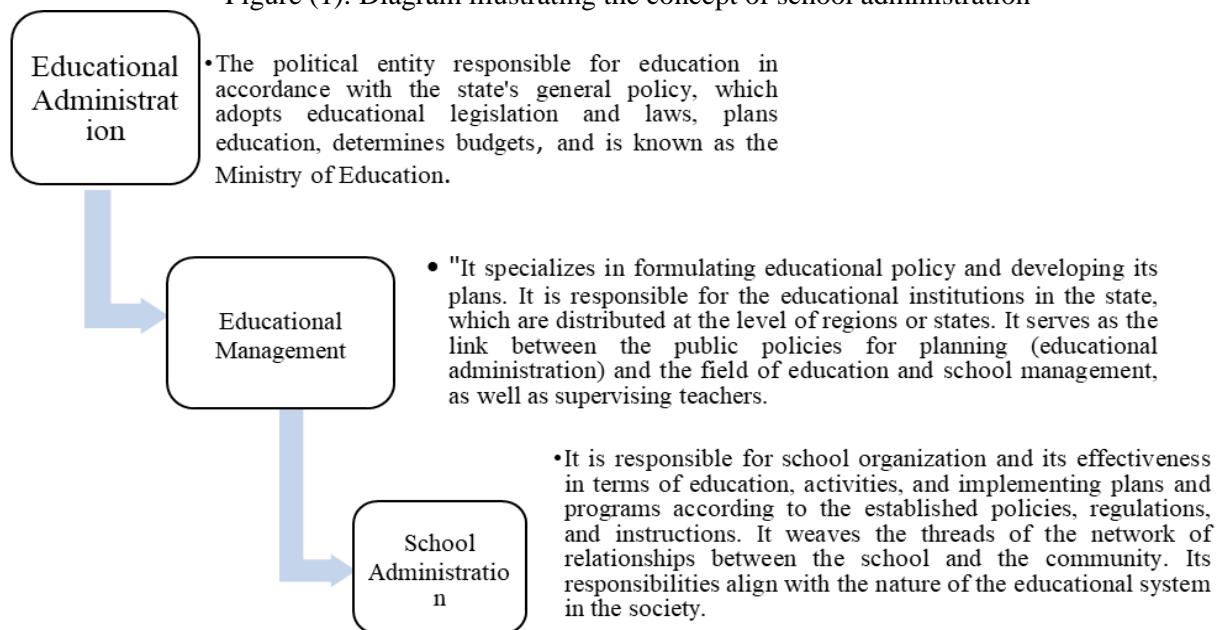 Figure (1): Diagram illustrating the concept of school administration
Educational
Administrat
ion
•The political entity responsible for education in
accordance with the state's general policy, which
adopts educational legislation and laws, plans
education, determines budgets, and is known as the
Ministry of Education.
Educational
Management
• "It specializes in formulating educational policy and developing its
plans. It is responsible for the educational institutions in the state,
which are distributed at the level of regions or states. It serves as the
link between the public policies for planning (educational
administration) and the field of education and school management,
as well as supervising teachers.
School
Administratio
n
•It is responsible for school organization and its effectiveness
in terms of education, activities, and implementing plans and
programs according to the established policies, regulations,
and instructions. It weaves the threads of the network of
relationships between the school and the community. Its
responsibilities align with the nature of the educational system
in the society.